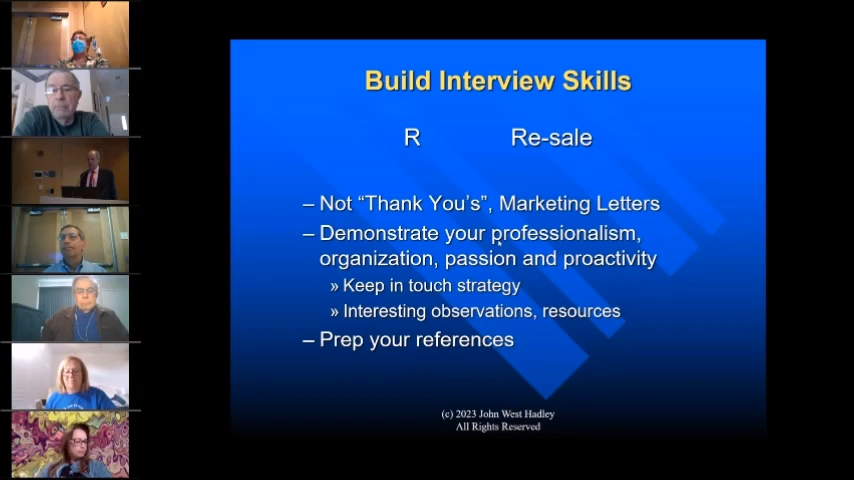 Build Interview Skills
R Re-sale
– Not “Thank You’s”, Marketing Letters
– Demonstrate your professionalism,
organization, passion and proactivity
» Keep in touch strategy
» Interesting observations, resources
– Prep your references
(c) 2023 John West Hadley
All Rights Reserved